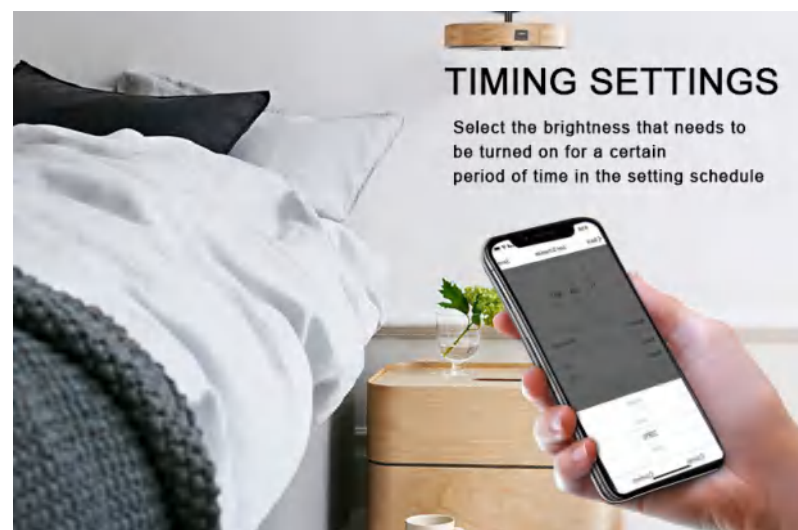 TIMING SETTINGS
Select the brightness that needs to
be turned on for a certain
period of time in the setting schedule